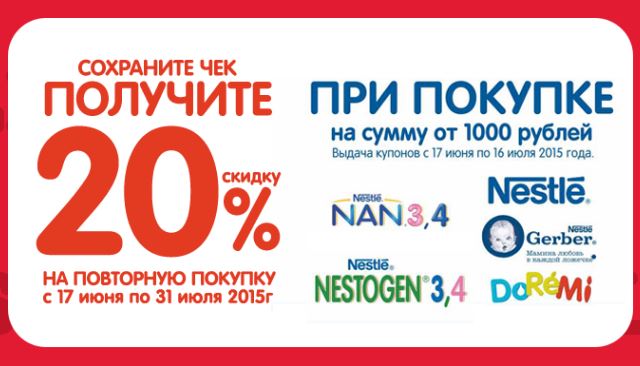 СОХРАНИТЕ ЧЕК
ПОЛУЧИТЕ
20%
СКИДКУ
НА ПОВТОРНУЮ ПОКУПКУ
с 17 июня по 31 июля 2015г
ПРИ ПОКУПКЕ
на сумму от 1000 рублей
Выдача купонов с 17 июня по 16 июля 2015 года.
Nestlé.
NAN.3,4
Nestlé.
Nestlé
Gerber®
Мамина любовь
в каждой ложечке®
Nestlé®
NESTOGEN® 3,4
DoReMi